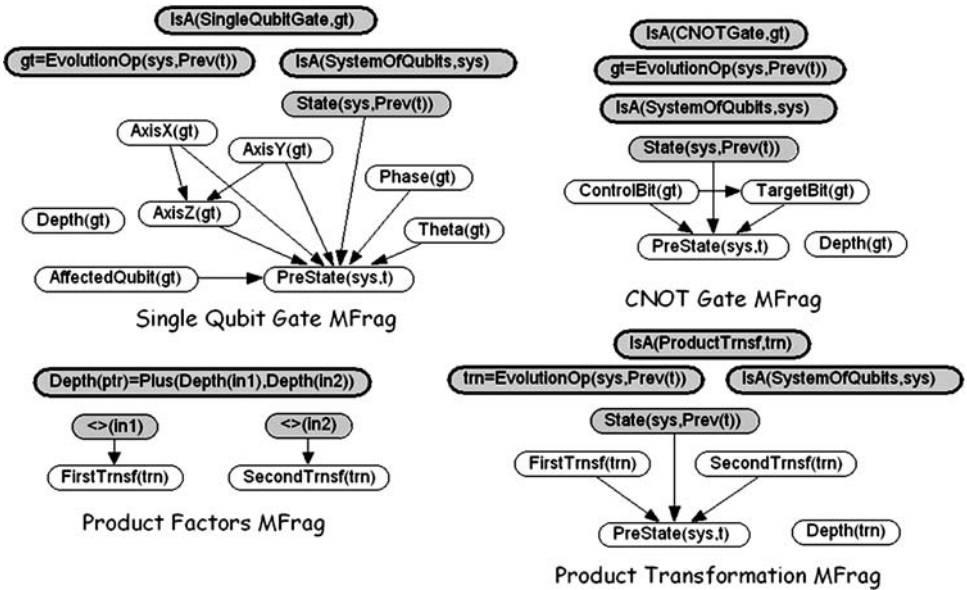 IsA(SingleQubitGate,gt)
gt=EvolutionOp(sys,Prev(t))
IsA(SystemOfQubits,sys)
State(sys,Prev(t))
AxisX(gt)
AxisY(gt)
Phase(gt)
Depth(gt)
AxisZ(gt)
Theta(gt)
AffectedQubit(gt)
PreState(sys,t)
Single Qubit Gate MFrag
IsA(CNOTGate,gt)
gt=EvolutionOp(sys,Prev(t))
IsA(SystemOfQubits,sys)
State(sys,Prev(t))
ControlBit(gt)
TargetBit(gt)
PreState(sys,t)
Depth(gt)
CNOT Gate MFrag
Depth(ptr)=Plus(Depth(in1),Depth(in2))
<>(in1)
<>(in2)
FirstTrnsf(trn)
SecondTrnsf(trn)
Product Factors MFrag
IsA(ProductTrnsf,trn)
trn=EvolutionOp(sys,Prev(t))
IsA(SystemOfQubits,sys)
State(sys,Prev(t))
FirstTrnsf(trn)
SecondTrnsf(trn)
PreState(sys,t)
Depth(trn)
Product Transformation MFrag